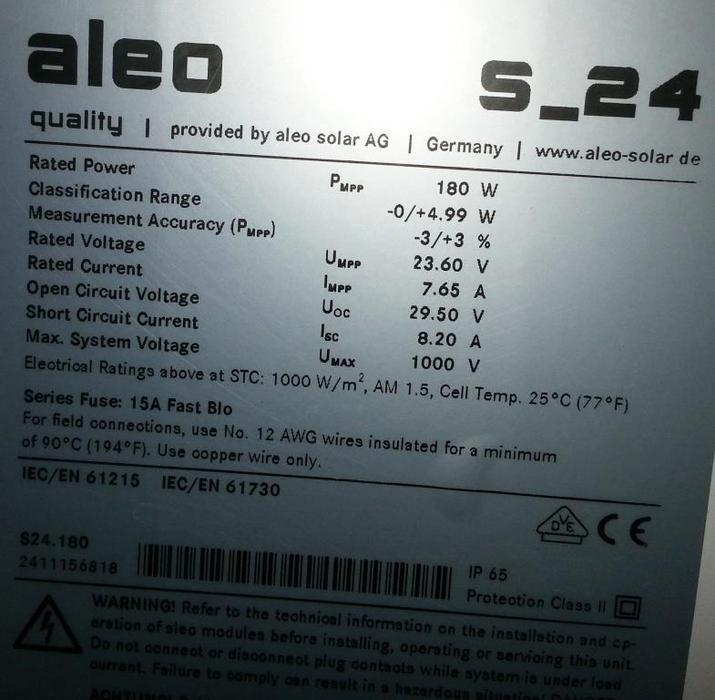 aleo S_24
quality | provided by aleo solar AG | Germany | www.aleo-solar de
Rated Power PMPP 180 W
Classification Range -0/+4.99 W
Measurement Accuracy (PMPP) -3/+3 %
Rated Voltage UMPP 23.60 V
Rated Current IMPP 7.65 A
Open Circuit Voltage UOC 29.50 V
Short Circuit Current ISC 8.20 A
Max. System Voltage UMAX 1000 V
Electrical Ratings above at STC: 1000 W/m², AM 1.5, Cell Temp. 25°C (77°F)
Series Fuse: 15A Fast Blo
For field connections, use No. 12 AWG wires insulated for a minimum
of 90°C (194°F). Use copper wire only.
IEC/EN 61215 IEC/EN 61730
DVE CE
S24.180
2411156818
IP 65
Protection Class II
WARNING! Refer to the technical information on the installation and op-
eration of aleo modules before installing, operating or servicing this unit.
Do not connect or disconnect plug contacts while system is under load
current. Failure to comply can result in a hazardous situation
ACHTUNG!